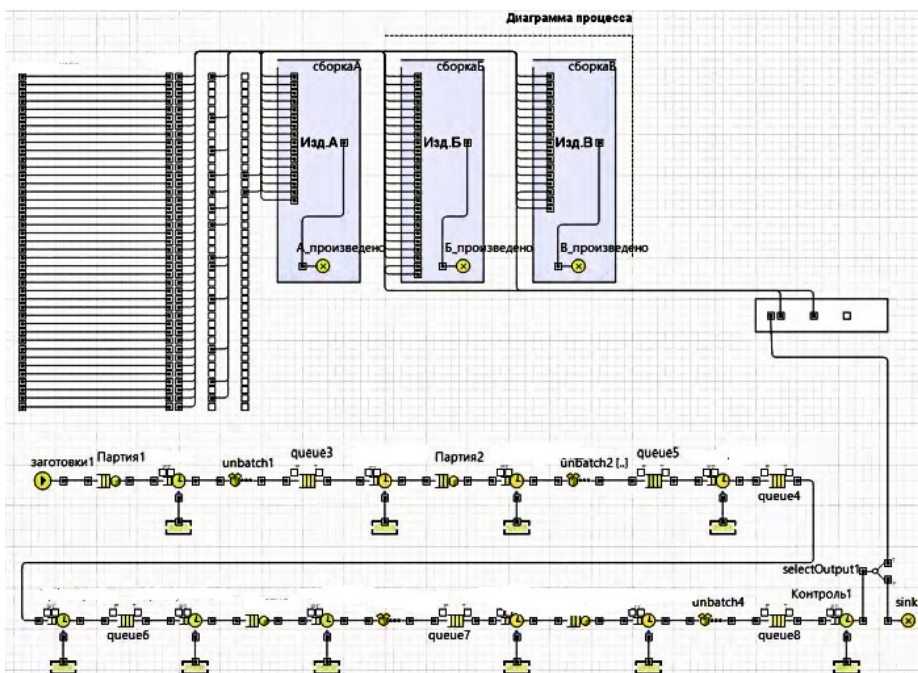 Диаграмма процесса
сборкаА
сборкаБ
сборкаВ
Изд.А
Изд.Б
Изд.В
А_произведено
Б_произведено
В_произведено
заготовки1
Партия1
unbatch1
queue3
Партия2
unbatch2 [..]
queue5
queue4
selectOutput1
Контроль1
sink
queue6
queue7
unbatch4
queue8